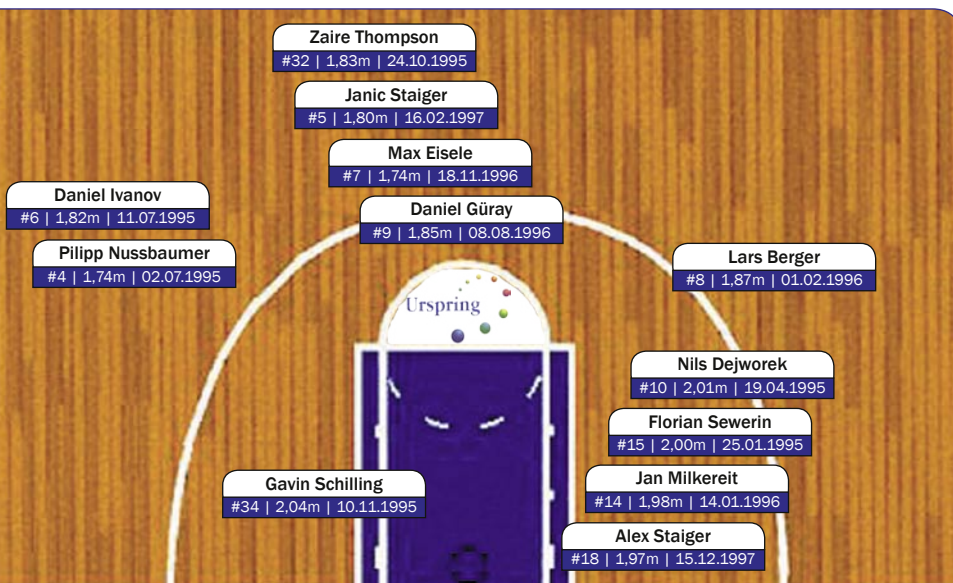 Zaire Thompson
#32 | 1,83m | 24.10.1995
Janic Staiger
#5 | 1,80m | 16.02.1997
Max Eisele
#7 | 1,74m | 18.11.1996
Daniel Ivanov
#6 | 1,82m | 11.07.1995
Daniel Güray
#9 | 1,85m | 08.08.1996
Pilipp Nussbaumer
#4 | 1,74m | 02.07.1995
Lars Berger
#8 | 1,87m | 01.02.1996
Urspring
Nils Dejworek
#10 | 2,01m | 19.04.1995
Florian Sewerin
#15 | 2,00m | 25.01.1995
Gavin Schilling
#34 | 2,04m | 10.11.1995
Jan Milkereit
#14 | 1,98m | 14.01.1996
Alex Staiger
#18 | 1,97m | 15.12.1997